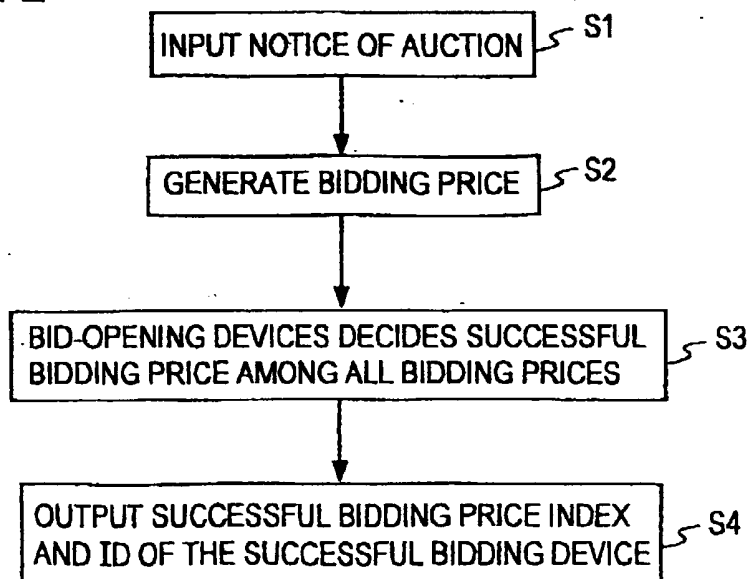 INPUT NOTICE OF AUCTION
S1
GENERATE BIDDING PRICE
S2
BID-OPENING DEVICES DECIDES SUCCESSFUL
BIDDING PRICE AMONG ALL BIDDING PRICES
S3
OUTPUT SUCCESSFUL BIDDING PRICE INDEX
AND ID OF THE SUCCESSFUL BIDDING DEVICE
S4